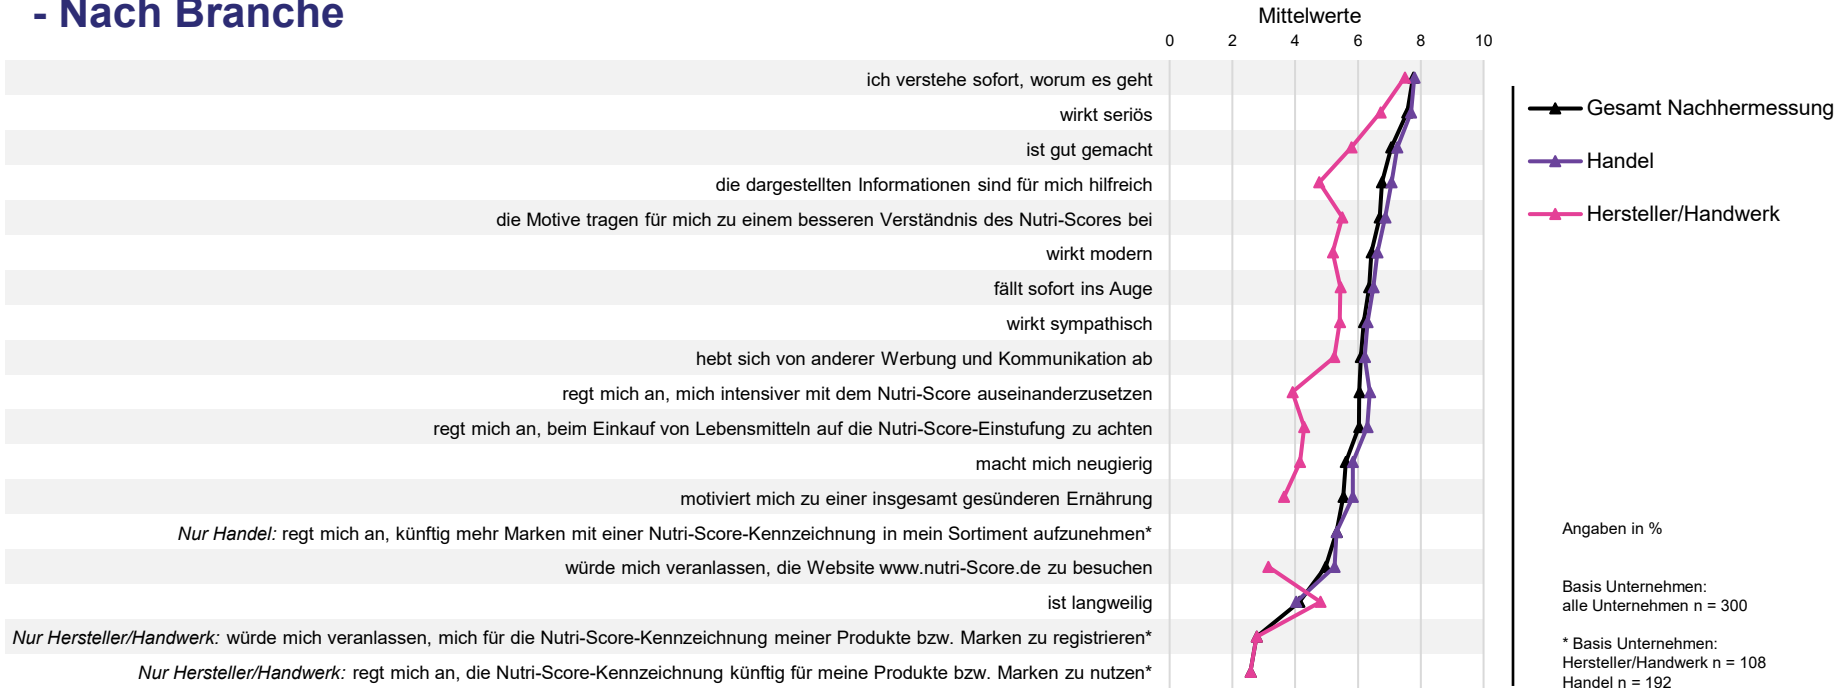 - Nach Branche
Mittelwerte
0 2 4 6 8 10
ich verstehe sofort, worum es geht
wirkt seriös
ist gut gemacht
die dargestellten Informationen sind für mich hilfreich
die Motive tragen für mich zu einem besseren Verständnis des Nutri-Scores bei
wirkt modern
fällt sofort ins Auge
wirkt sympathisch
hebt sich von anderer Werbung und Kommunikation ab
regt mich an, mich intensiver mit dem Nutri-Score auseinanderzusetzen
regt mich an, beim Einkauf von Lebensmitteln auf die Nutri-Score-Einstufung zu achten
macht mich neugierig
motiviert mich zu einer insgesamt gesünderen Ernährung
Nur Handel: regt mich an, künftig mehr Marken mit einer Nutri-Score-Kennzeichnung in mein Sortiment aufzunehmen*
würde mich veranlassen, die Website www.nutri-Score.de zu besuchen
ist langweilig
Nur Hersteller/Handwerk: würde mich veranlassen, mich für die Nutri-Score-Kennzeichnung meiner Produkte bzw. Marken zu registrieren*
Nur Hersteller/Handwerk: regt mich an, die Nutri-Score-Kennzeichnung künftig für meine Produkte bzw. Marken zu nutzen*
Gesamt Nachhermessung
Handel
Hersteller/Handwerk
Angaben in %
Basis Unternehmen:
alle Unternehmen n = 300
* Basis Unternehmen:
Hersteller/Handwerk n = 108
Handel n = 192